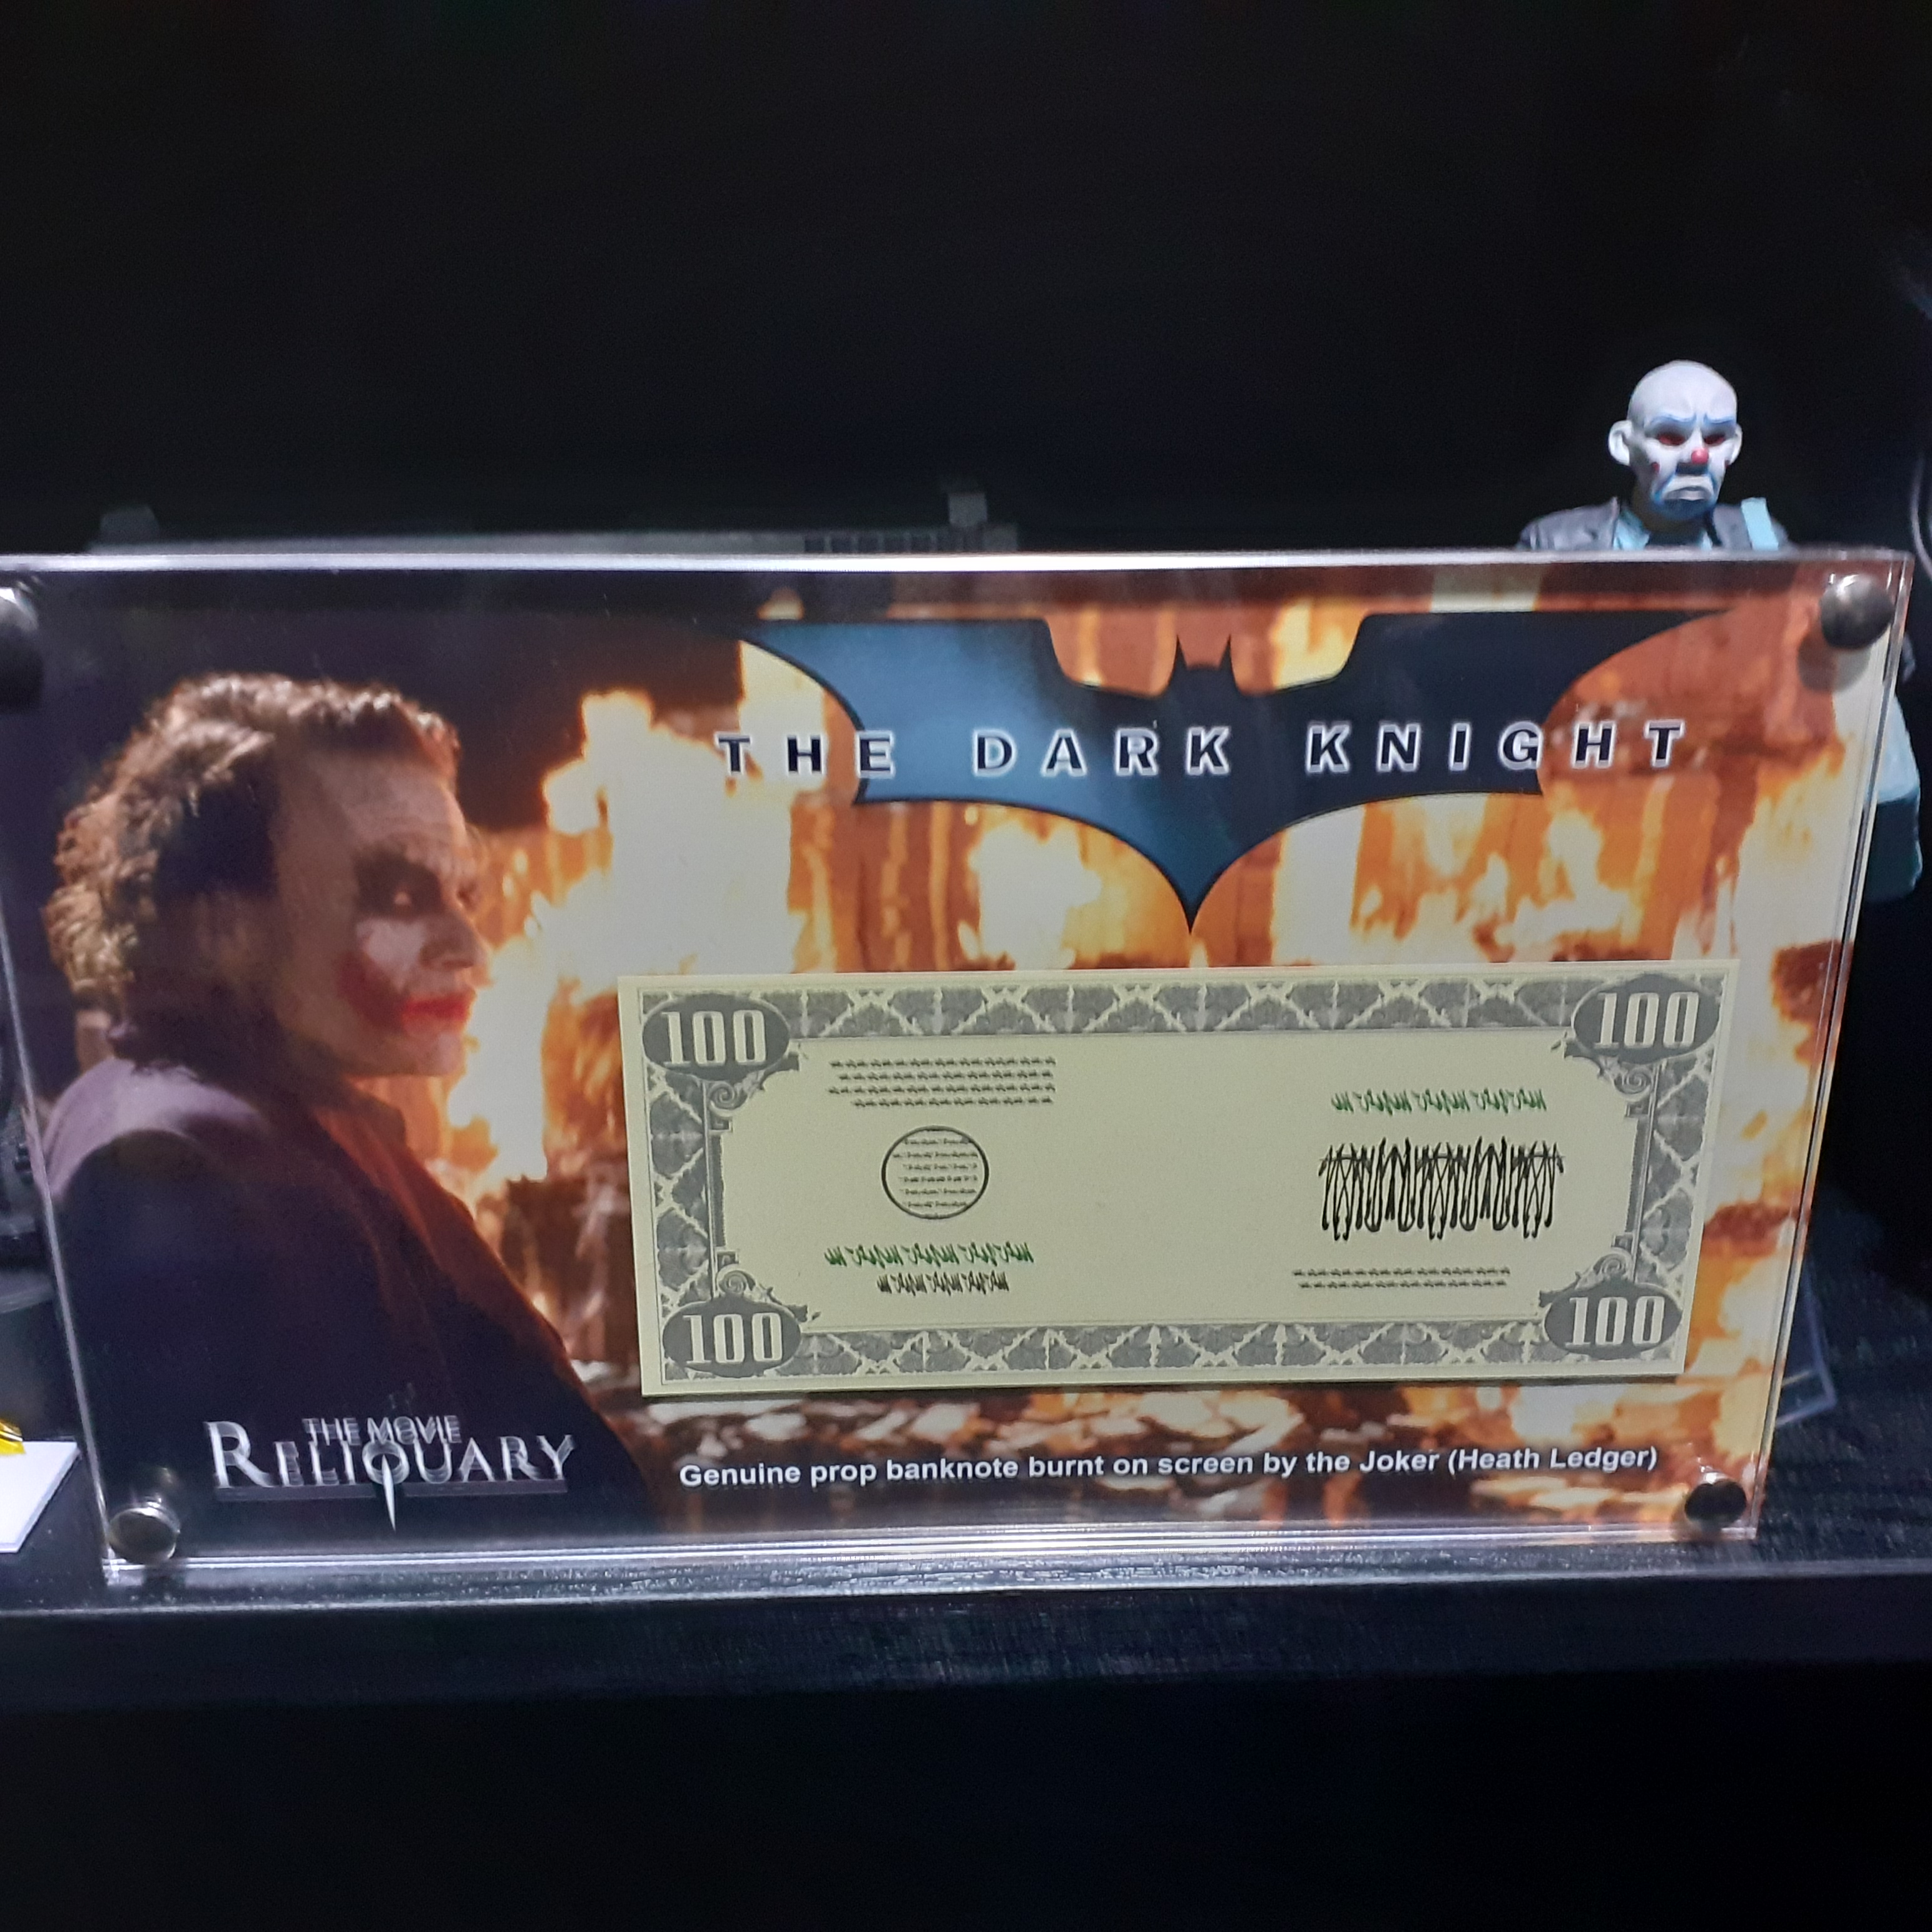 THE DARK KNIGHT
100 100
100 100
THE MOVIE
RELIQUARY
Genuine prop banknote burnt on screen by the Joker (Heath Ledger)